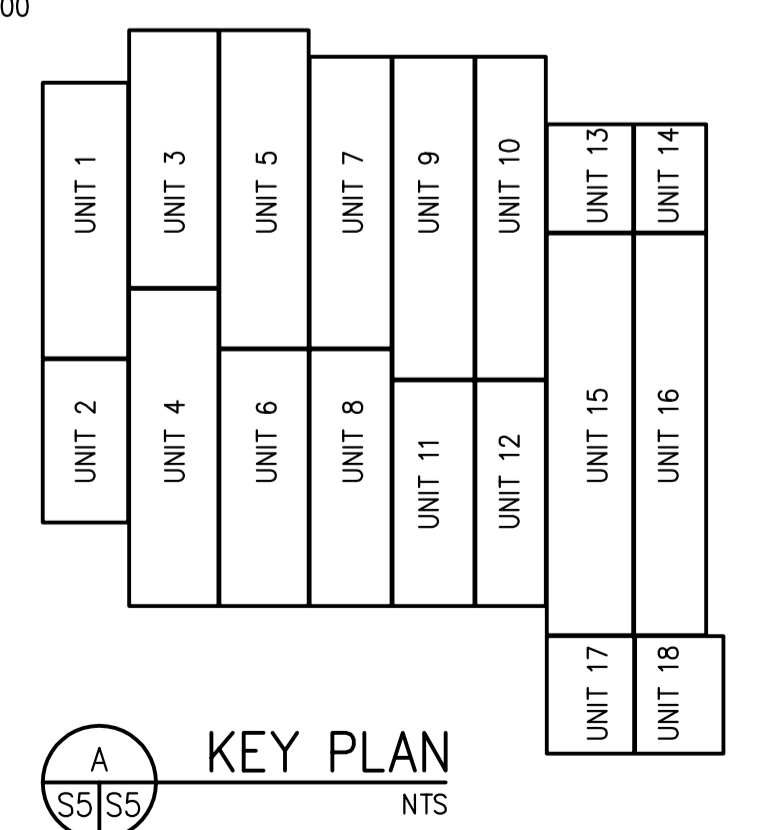 00
UNIT 1
UNIT 3
UNIT 5
UNIT 7
UNIT 9
UNIT 10
UNIT 13
UNIT 14
UNIT 2
UNIT 4
UNIT 6
UNIT 8
UNIT 11
UNIT 12
UNIT 15
UNIT 16
UNIT 17
UNIT 18
A
S5 S5
KEY PLAN
NTS